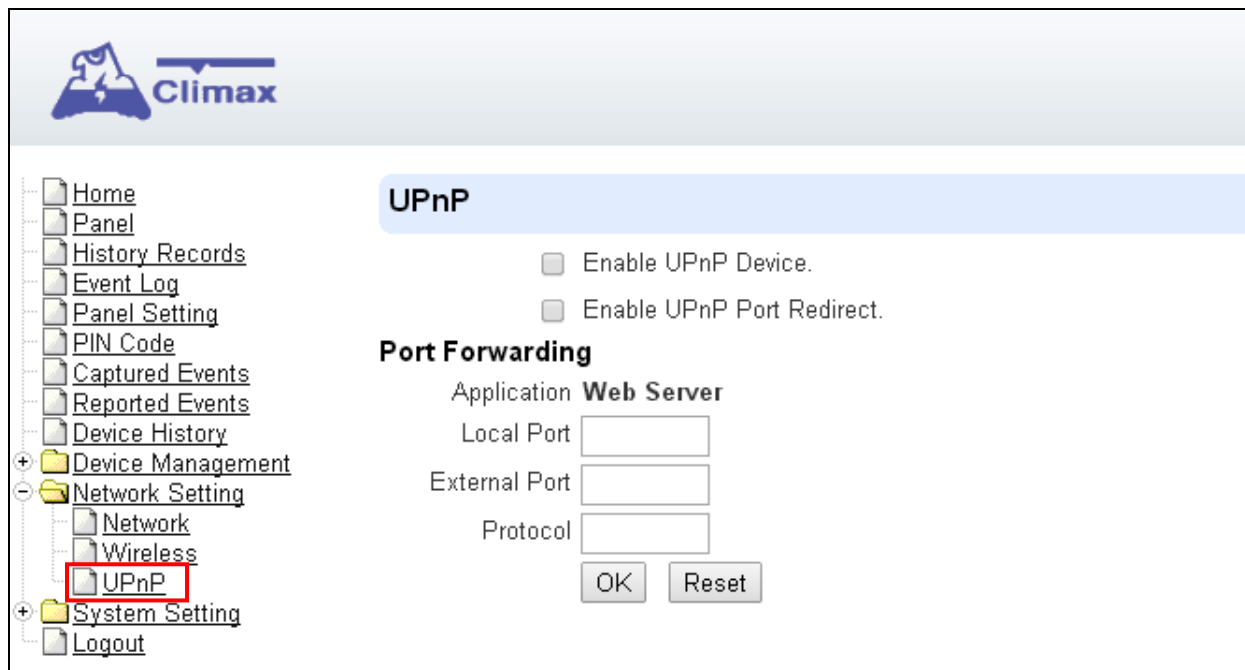 Climax
Home
Panel
History Records
Event Log
Panel Setting
PIN Code
Captured Events
Reported Events
Device History
Device Management
Network Setting
Network
Wireless
UPnP
System Setting
Logout
UPnP
Enable UPnP Device.
Enable UPnP Port Redirect.
Port Forwarding
Application Web Server
Local Port
External Port
Protocol
OK Reset